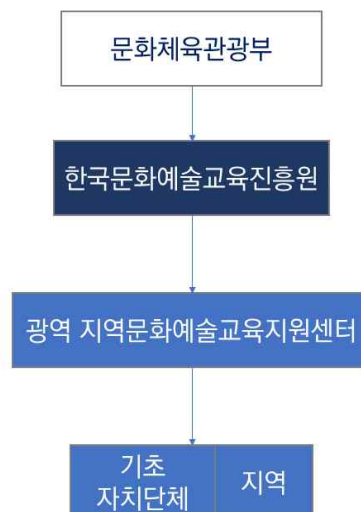 문화체육관광부
한국문화예술교육진흥원
광역 지역문화예술교육지원센터
기초
자치단체
지역